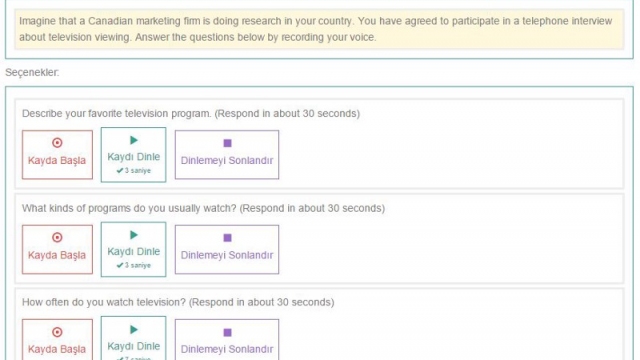 Imagine that a Canadian marketing firm is doing research in your country. You have agreed to participate in a telephone interview
about television viewing. Answer the questions below by recording your voice.
Seçenekler:
Describe your favorite television program. (Respond in about 30 seconds)
Kayda Başla
Kaydı Dinle
3 saniye
Dinlemeyi Sonlandır
What kinds of programs do you usually watch? (Respond in about 30 seconds)
Kayda Başla
Kaydı Dinle
3 saniye
Dinlemeyi Sonlandır
How often do you watch television? (Respond in about 30 seconds)
Kayda Başla
Kaydı Dinle
saniye
Dinlemeyi Sonlandır